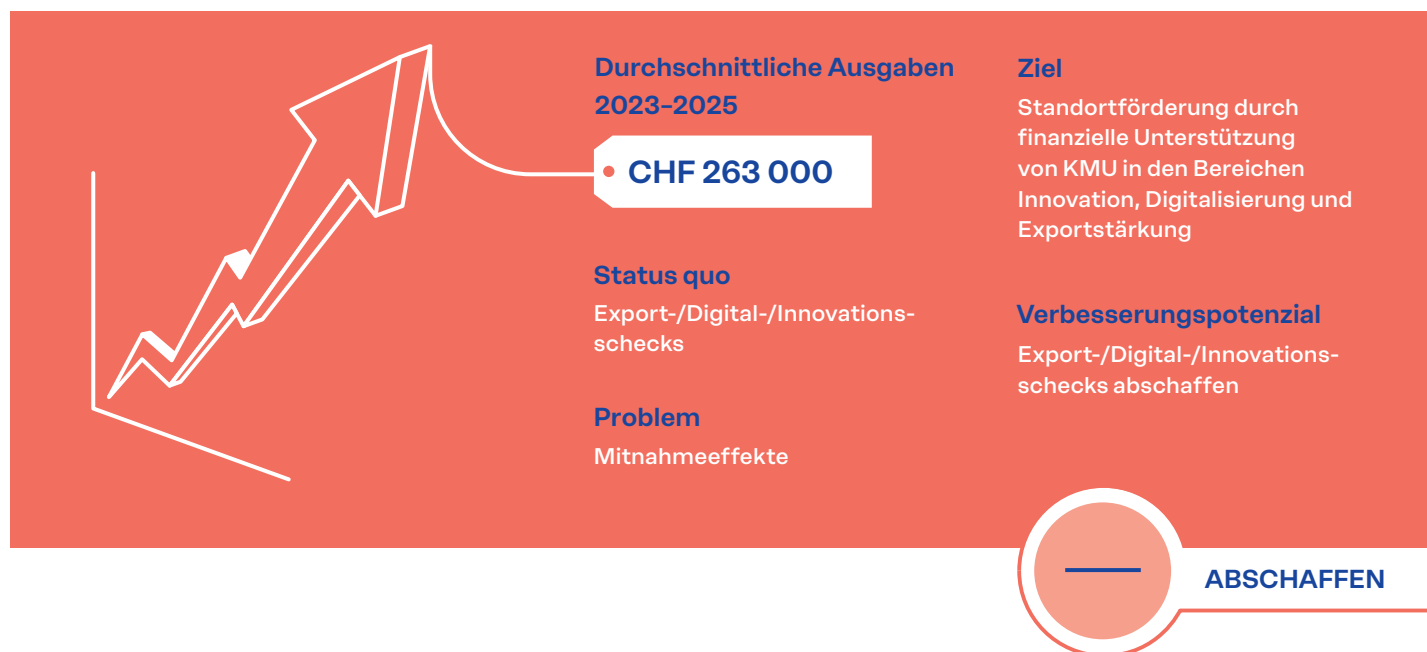 Durchschnittliche Ausgaben
2023–2025
CHF 263 000
Status quo
Export-/Digital-/Innovations-
schecks
Problem
Mitnahmeeffekte
Ziel
Standortförderung durch
finanzielle Unterstützung
von KMU in den Bereichen
Innovation, Digitalisierung und
Exportstärkung
Verbesserungspotenzial
Export-/Digital-/Innovations-
schecks abschaffen
ABSCHAFFEN